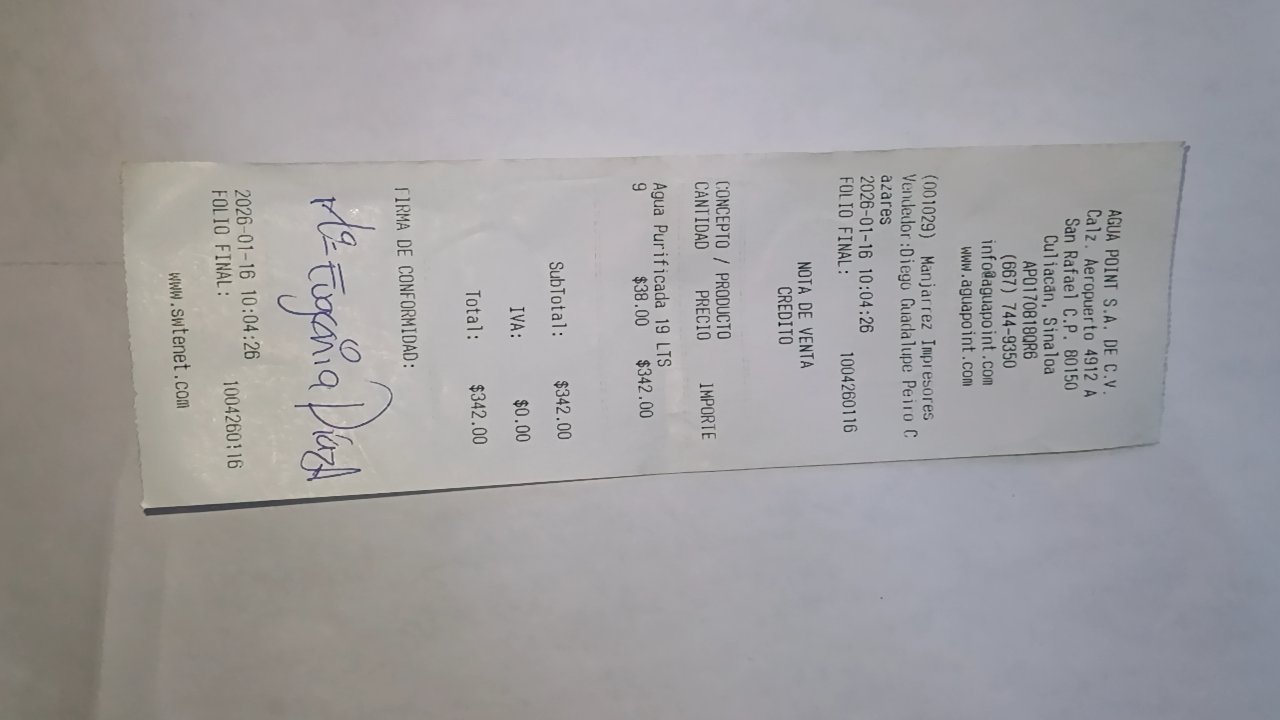 AGUA POINT S.A. DE C.V.
Calz. Aeropuerto 4912 A
San Rafael C.P. 80150
Culiacán, Sinaloa
APO170818QR6
(667) 744-9350
info@aguapoint.com
www.aguapoint.com
(001029) Manjarrez Impresores
Vendedor:Diego Guadalupe Peiro C
azares
2026-01-16 10:04:26
FOLIO FINAL: 1004260116
NOTA DE VENTA
CREDITO
CONCEPTO / PRODUCTO
CANTIDAD PRECIO IMPORTE
Agua Purificada 19 LTS
9 $38.00 $342.00
SubTotal: $342.00
IVA: $0.00
Total: $342.00
FIRMA DE CONFORMIDAD:
Mª Eugenia Díaz
2026-01-16 10:04:26
FOLIO FINAL: 1004260116
www.swtenet.com